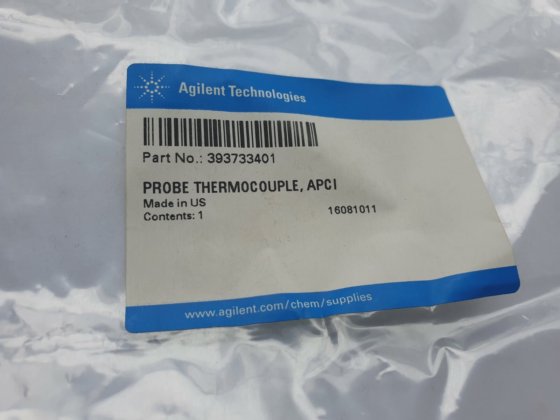 Agilent Technologies
Part No.: 393733401
PROBE THERMOCOUPLE, APCI
Made in US
Contents: 1 16081011
www.agilent.com/chem/supplies